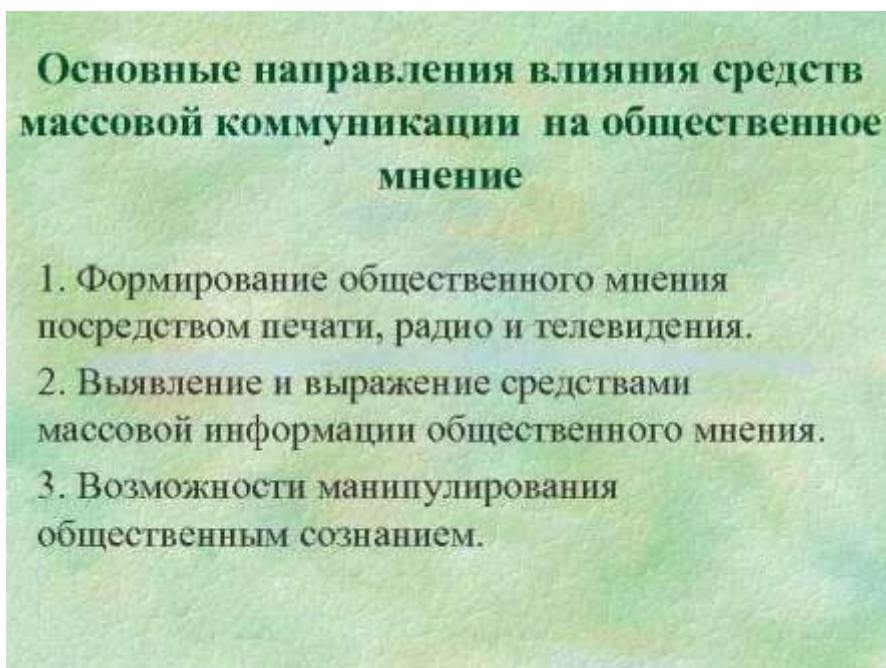 Основные направления влияния средств
массовой коммуникации на общественное
мнение
1. Формирование общественного мнения
посредством печати, радио и телевидения.
2. Выявление и выражение средствами
массовой информации общественного мнения.
3. Возможности манипулирования
общественным сознанием.